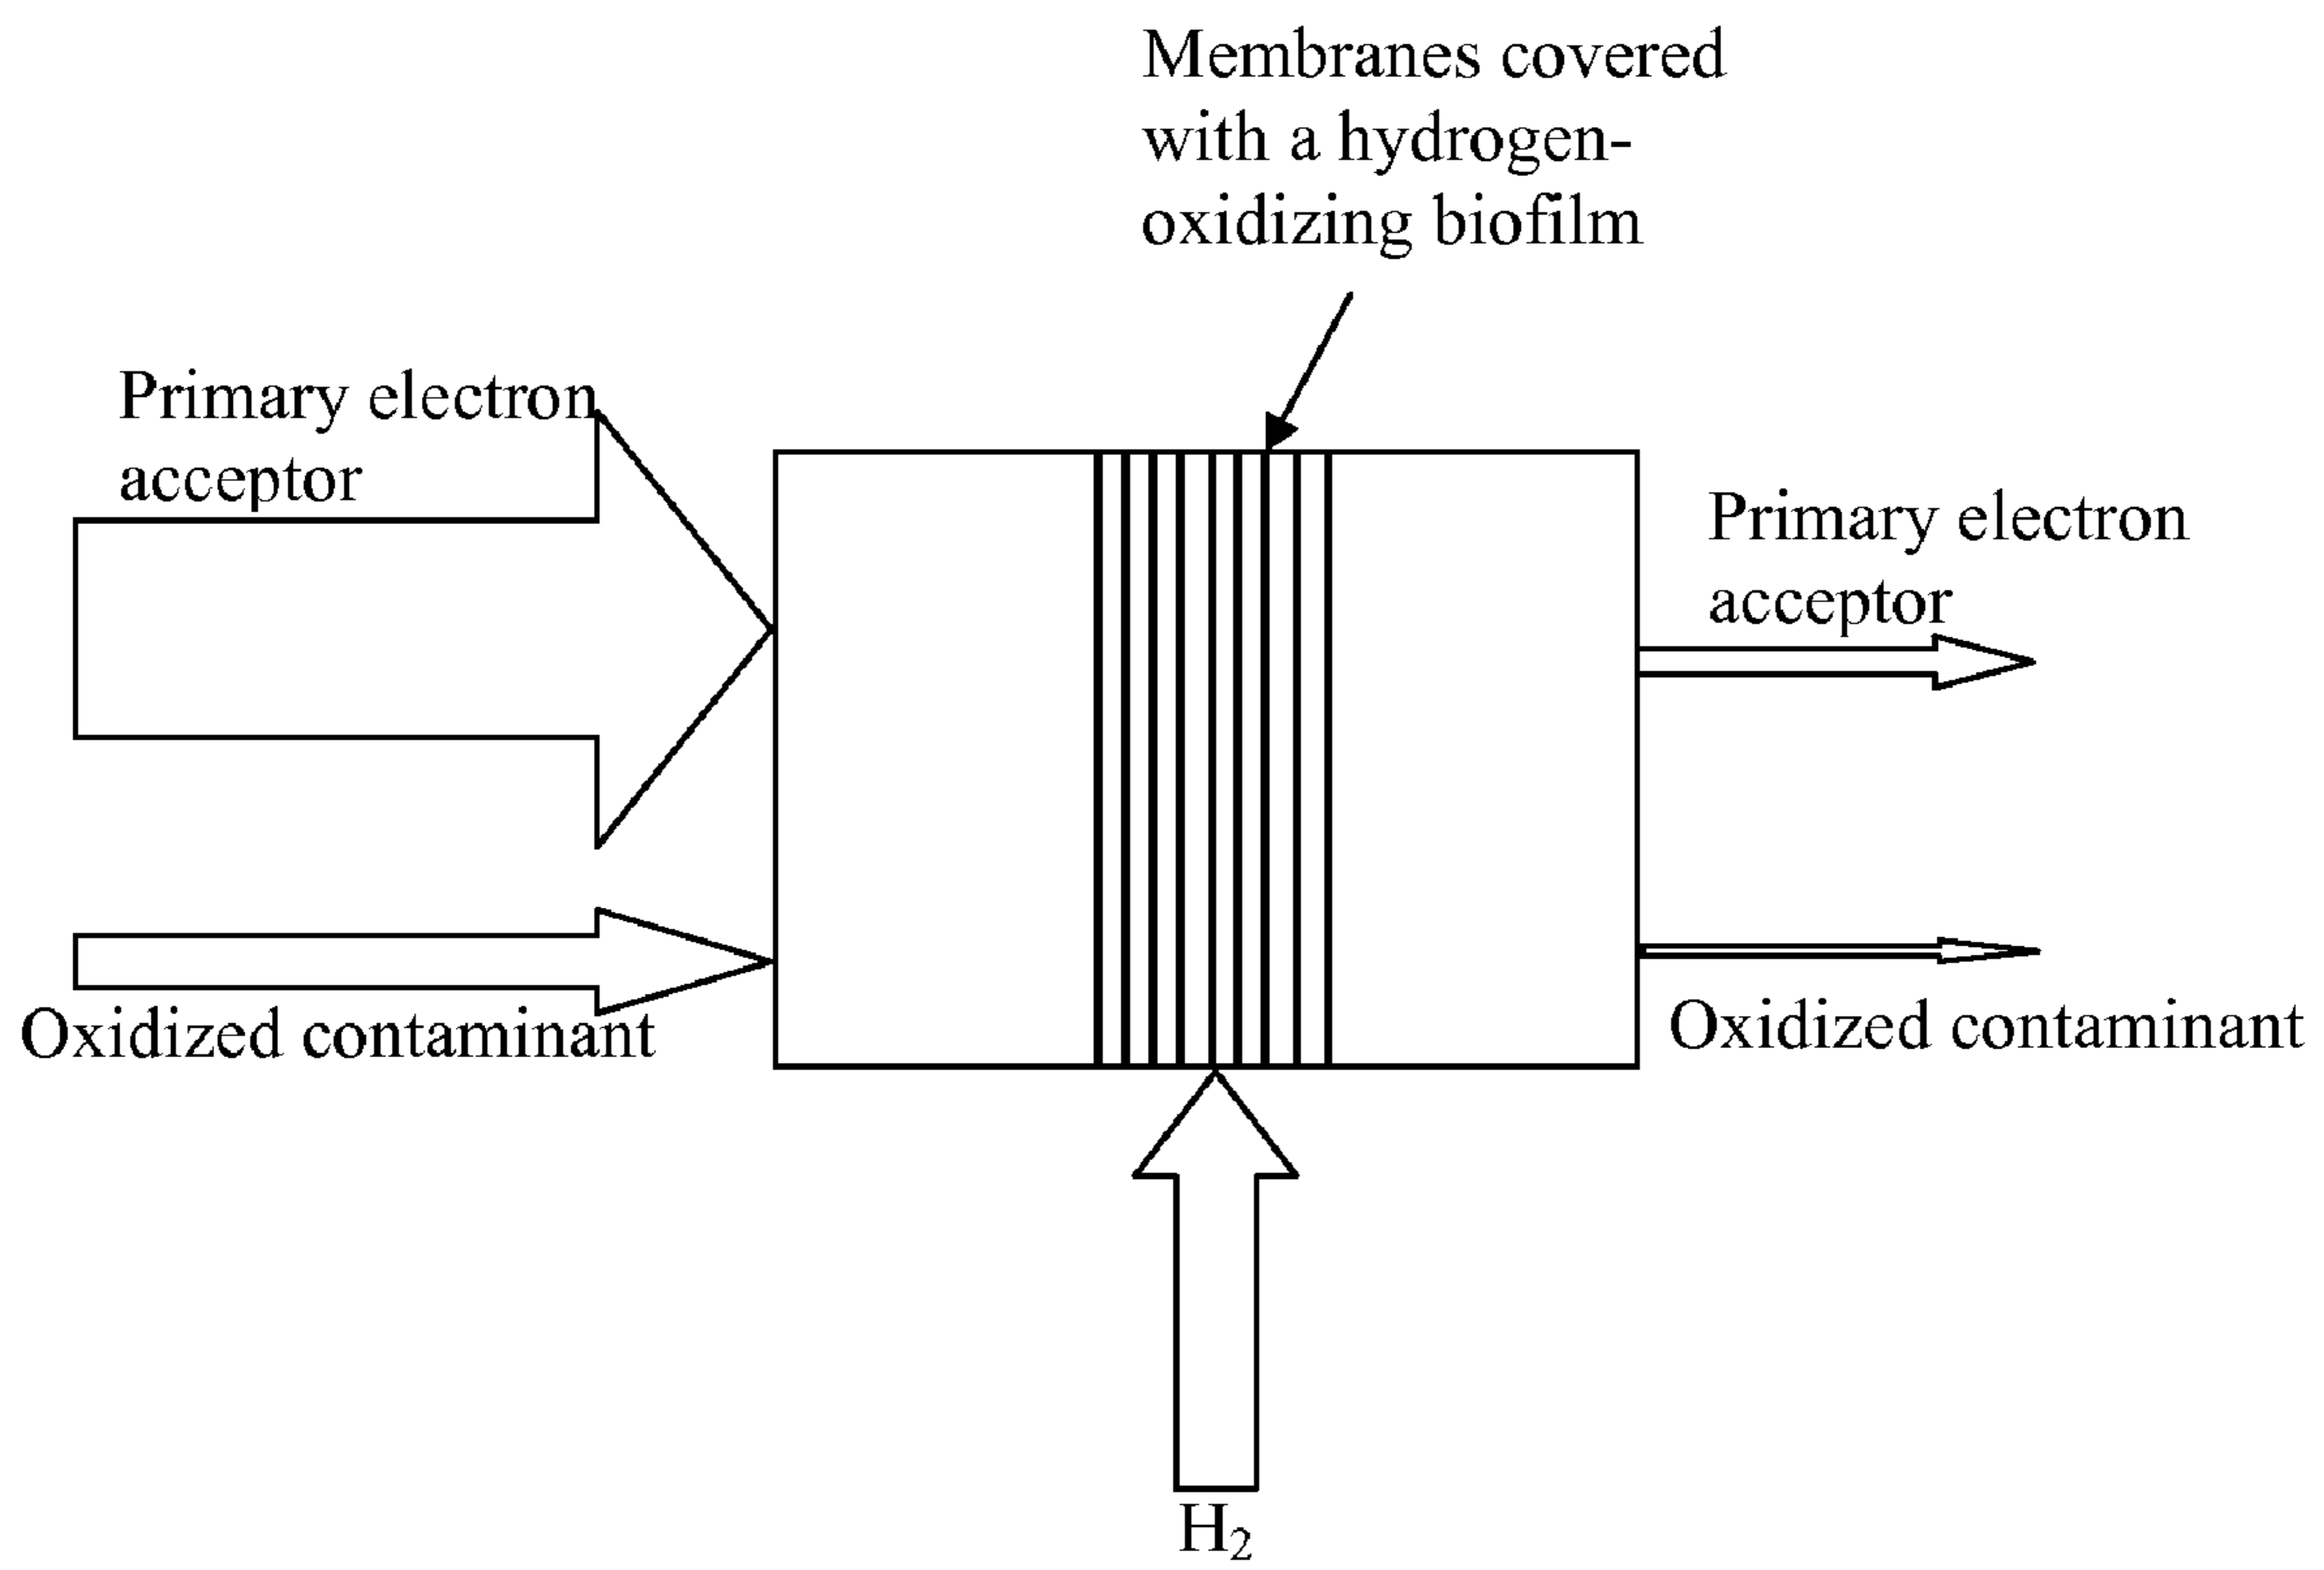 Membranes covered
with a hydrogen-
oxidizing biofilm
Primary electron
acceptor
Primary electron
acceptor
Oxidized contaminant
Oxidized contaminant
H₂